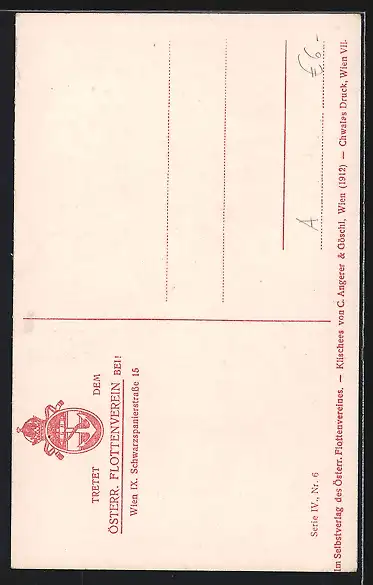 TRETET DEM
ÖSTERR. FLOTTENVEREIN BEI!
Wien IX. Schwarzspanierstraße 15
Serie IV., Nr. 6
Im Selbstverlag des Österr. Flottenvereines. — Klischees von C. Angerer & Göschl, Wien (1912) — Chwalas Druck, Wien VII.
A